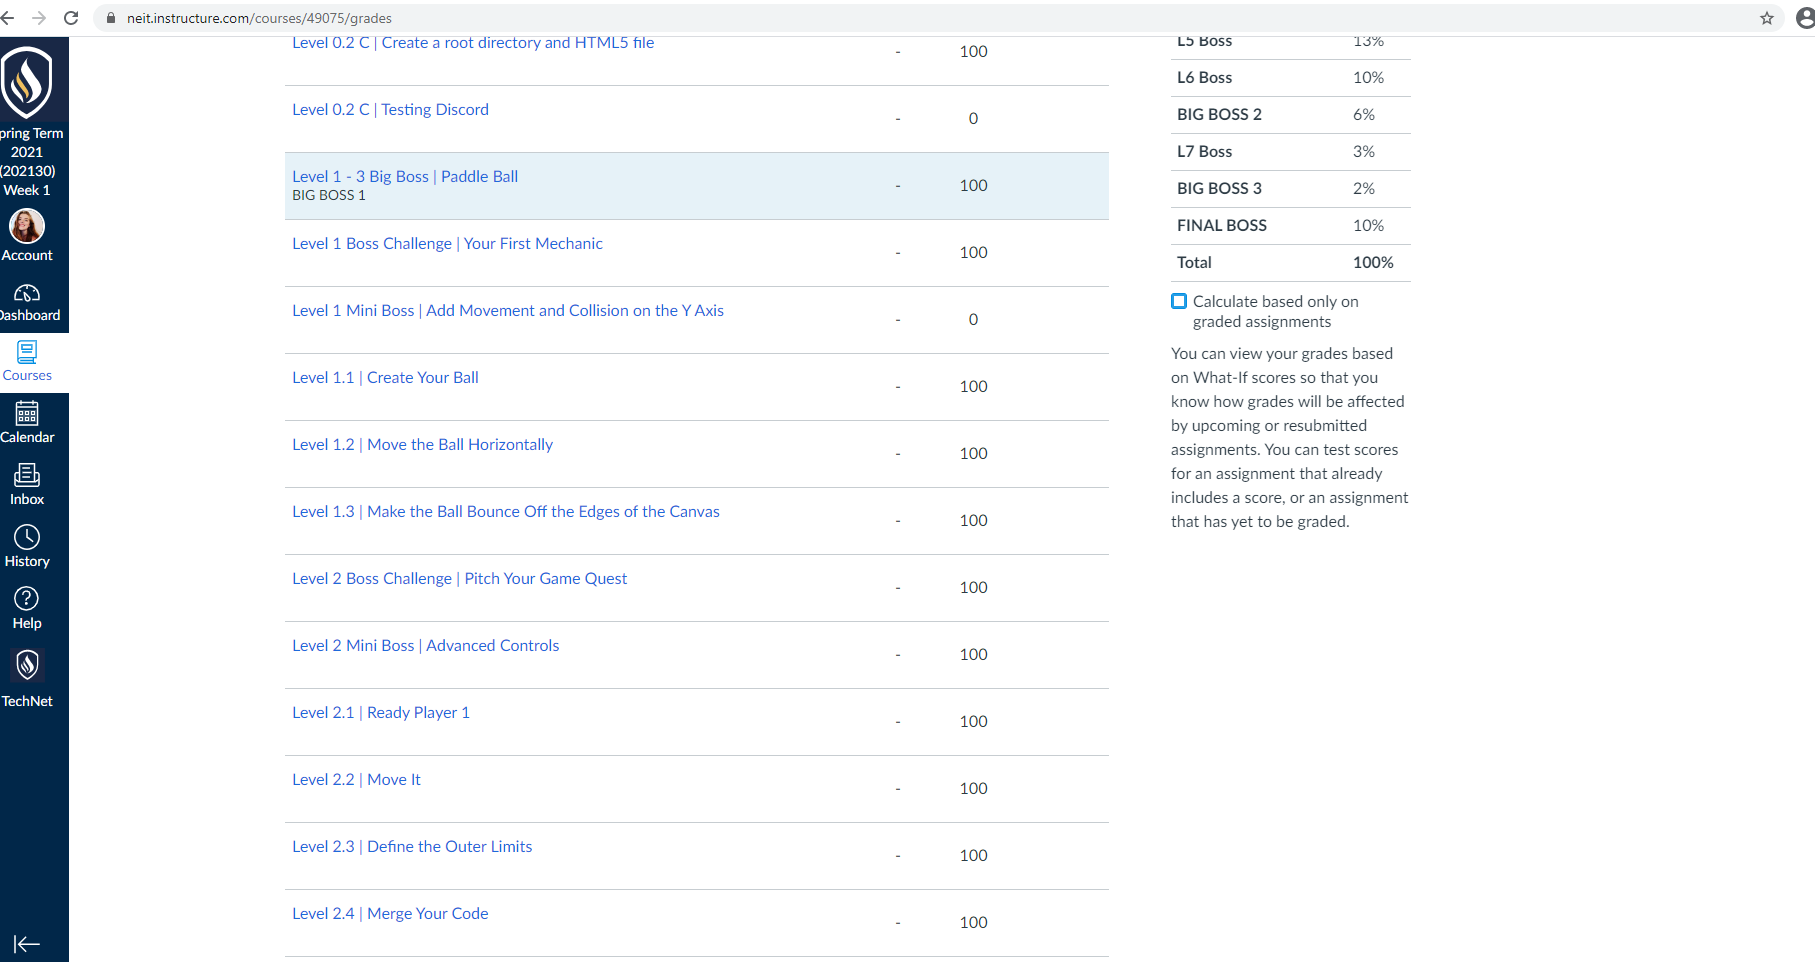 neit.instructure.com/courses/49075/grades
pring Term
2021
(202130)
Week 1
Account
Dashboard
Courses
Calendar
Inbox
History
Help
TechNet
Level 0.2 C | Create a root directory and HTML5 file
- 100
Level 0.2 C | Testing Discord
- 0
Level 1 - 3 Big Boss | Paddle Ball
BIG BOSS 1
- 100
Level 1 Boss Challenge | Your First Mechanic
- 100
Level 1 Mini Boss | Add Movement and Collision on the Y Axis
- 0
Level 1.1 | Create Your Ball
- 100
Level 1.2 | Move the Ball Horizontally
- 100
Level 1.3 | Make the Ball Bounce Off the Edges of the Canvas
- 100
Level 2 Boss Challenge | Pitch Your Game Quest
- 100
Level 2 Mini Boss | Advanced Controls
- 100
Level 2.1 | Ready Player 1
- 100
Level 2.2 | Move It
- 100
Level 2.3 | Define the Outer Limits
- 100
Level 2.4 | Merge Your Code
- 100
L5 Boss 13%
L6 Boss 10%
BIG BOSS 2 6%
L7 Boss 3%
BIG BOSS 3 2%
FINAL BOSS 10%
Total 100%
Calculate based only on
graded assignments
You can view your grades based
on What-If scores so that you
know how grades will be affected
by upcoming or resubmitted
assignments. You can test scores
for an assignment that already
includes a score, or an assignment
that has yet to be graded.